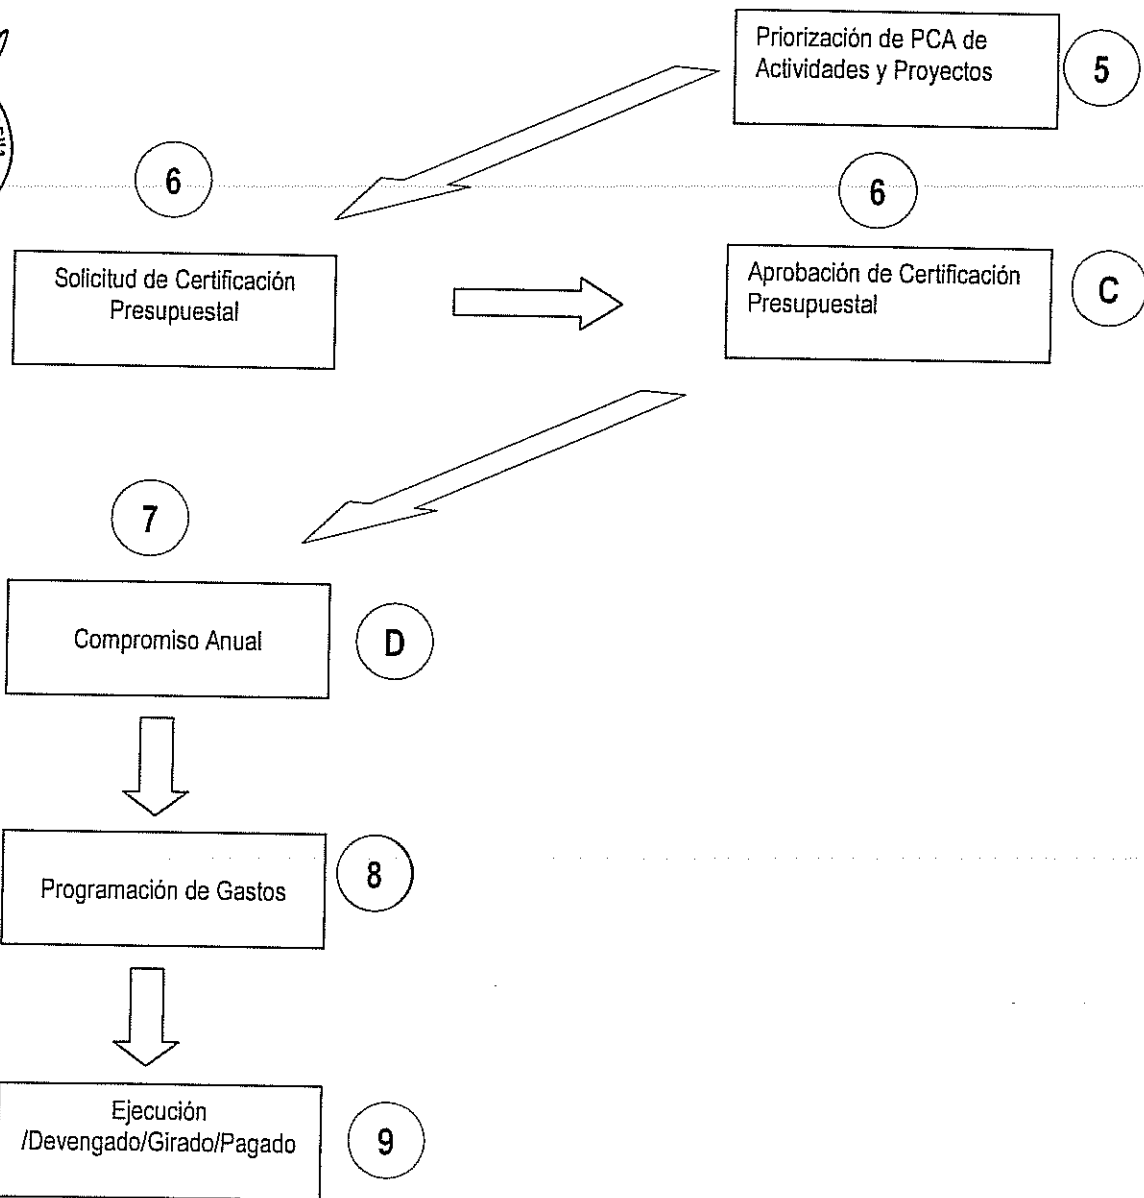 Priorización de PCA de
Actividades y Proyectos
5
6
6
Solicitud de Certificación
Presupuestal
Aprobación de Certificación
Presupuestal
C
7
Compromiso Anual
D
Programación de Gastos
8
Ejecución
/Devengado/Girado/Pagado
9